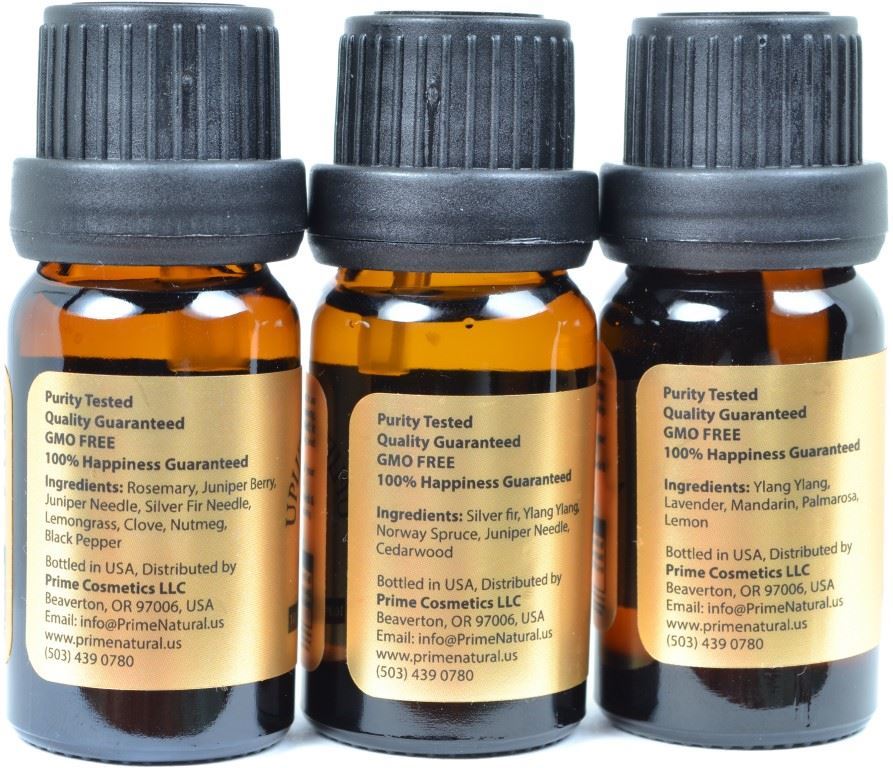 Purity Tested
Quality Guaranteed
GMO FREE
100% Happiness Guaranteed
Ingredients: Rosemary, Juniper Berry,
Juniper Needle, Silver Fir Needle,
Lemongrass, Clove, Nutmeg,
Black Pepper
Bottled in USA, Distributed by
Prime Cosmetics LLC
Beaverton, OR 97006, USA
Email: info@PrimeNatural.us
www.primenatural.us
(503) 439 0780
Purity Tested
Quality Guaranteed
GMO FREE
100% Happiness Guaranteed
Ingredients: Silver fir, Ylang Ylang,
Norway Spruce, Juniper Needle,
Cedarwood
Bottled in USA, Distributed by
Prime Cosmetics LLC
Beaverton, OR 97006, USA
Email: info@PrimeNatural.us
www.primenatural.us
(503) 439 0780
Purity Tested
Quality Guaranteed
GMO FREE
100% Happiness Guaranteed
Ingredients: Ylang Ylang,
Lavender, Mandarin, Palmarosa,
Lemon
Bottled in USA, Distributed by
Prime Cosmetics LLC
Beaverton, OR 97006, USA
Email: info@PrimeNatural.us
www.primenatural.us
(503) 439 0780